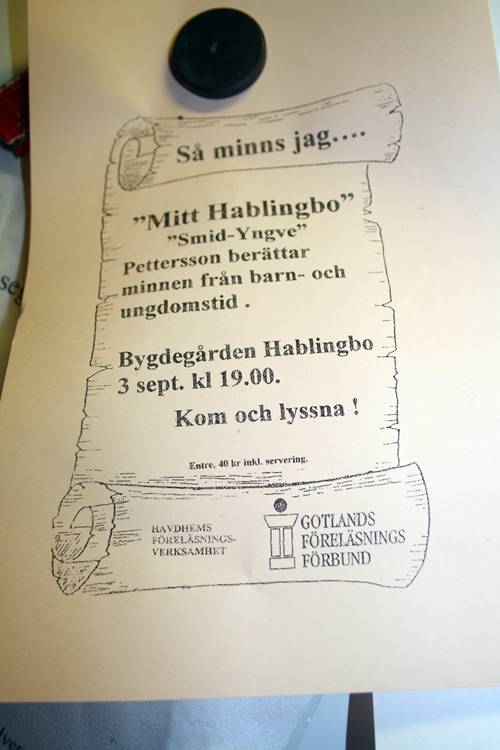 Så minns jag....
"Mitt Hablingbo"
"Smid-Yngve"
Pettersson berättar
minnen från barn- och
ungdomstid .
Bygdegården Hablingbo
3 sept. kl 19.00.
Kom och lyssna !
Entre. 40 kr inkl. servering.
HAVDHEMS
FÖRELÄSNINGS-
VERKSAMHET
GOTLANDS
FÖRELÄSNINGS
FÖRBUND